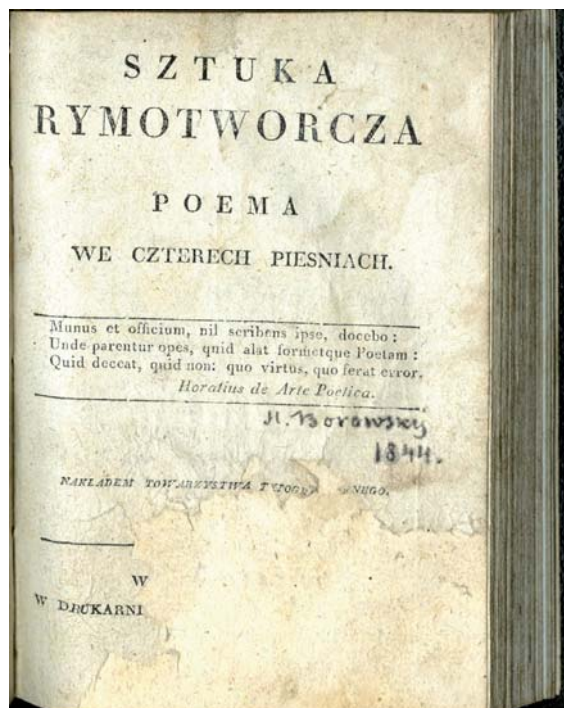 SZTUKA
RYMOTWORCZA
POEMA
WE CZTERECH PIESNIACH.
Munus et officium, nil scribens ipse, docebo:
Unde parentur opes, quid alat formetque Poetam:
Quid deceat, quid non: quo virtus, quo ferat error.
Horatius de Arte Poetica.
M. Borowsky
1844.
NAKŁADEM TOWARZYSTWA
W
W DRUKARNI